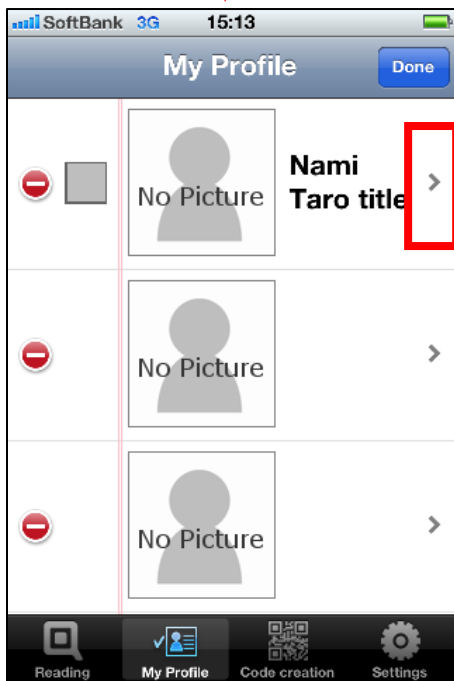 SoftBank 3G 15:13
My Profile
Done
No Picture
Nami
Taro title
No Picture
No Picture
Reading
My Profile
Code creation
Settings